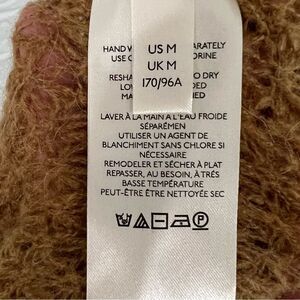 US M
UK M
170/96A
HAND W
ARATELY
USE
ORINE
RESHA
O DRY
LOW
DED
MA
LAVER À LA MAIN À L'EAU FROIDE
SÉPARÉMEN
UTILISER UN AGENT DE
BLANCHIMENT SANS CHLORE SI
NÉCESSAIRE
REMODELER ET SÉCHER À PLAT
REPASSER, AU BESOIN, À TRÈS
BASSE TEMPÉRATURE
PEUT-ÊTRE ÊTRE NETTOYÉE SEC
P